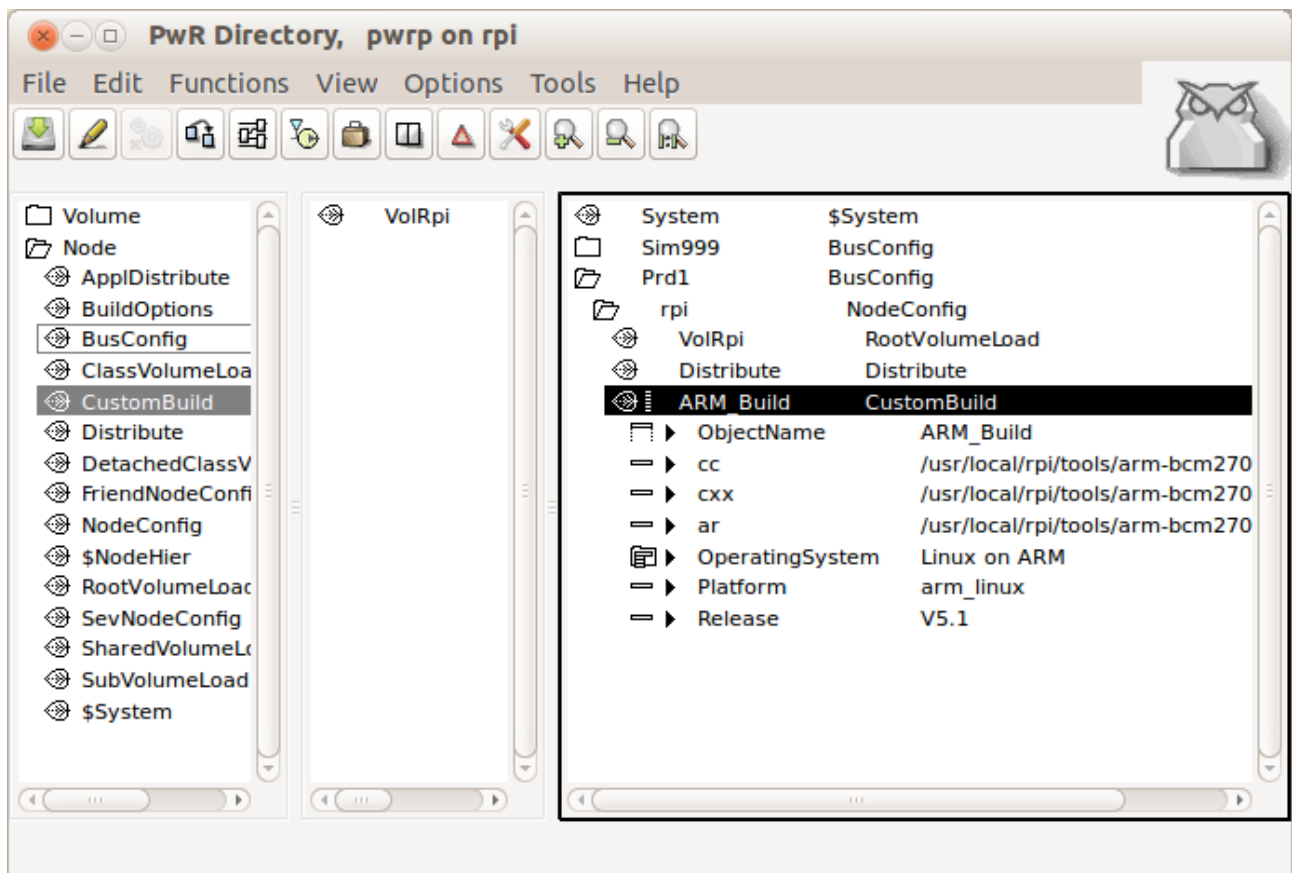 PwR Directory, pwrp on rpi
File Edit Functions View Options Tools Help
Volume
Node
ApplDistribute
BuildOptions
BusConfig
ClassVolumeLoa
CustomBuild
Distribute
DetachedClassV
FriendNodeConfi
NodeConfig
$NodeHier
RootVolumeLoad
SevNodeConfig
SharedVolumeLo
SubVolumeLoad
$System
VolRpi
System $System
Sim999 BusConfig
Prd1 BusConfig
rpi NodeConfig
VolRpi RootVolumeLoad
Distribute Distribute
ARM_Build CustomBuild
ObjectName ARM_Build
cc /usr/local/rpi/tools/arm-bcm270
cxx /usr/local/rpi/tools/arm-bcm270
ar /usr/local/rpi/tools/arm-bcm270
OperatingSystem Linux on ARM
Platform arm_linux
Release V5.1